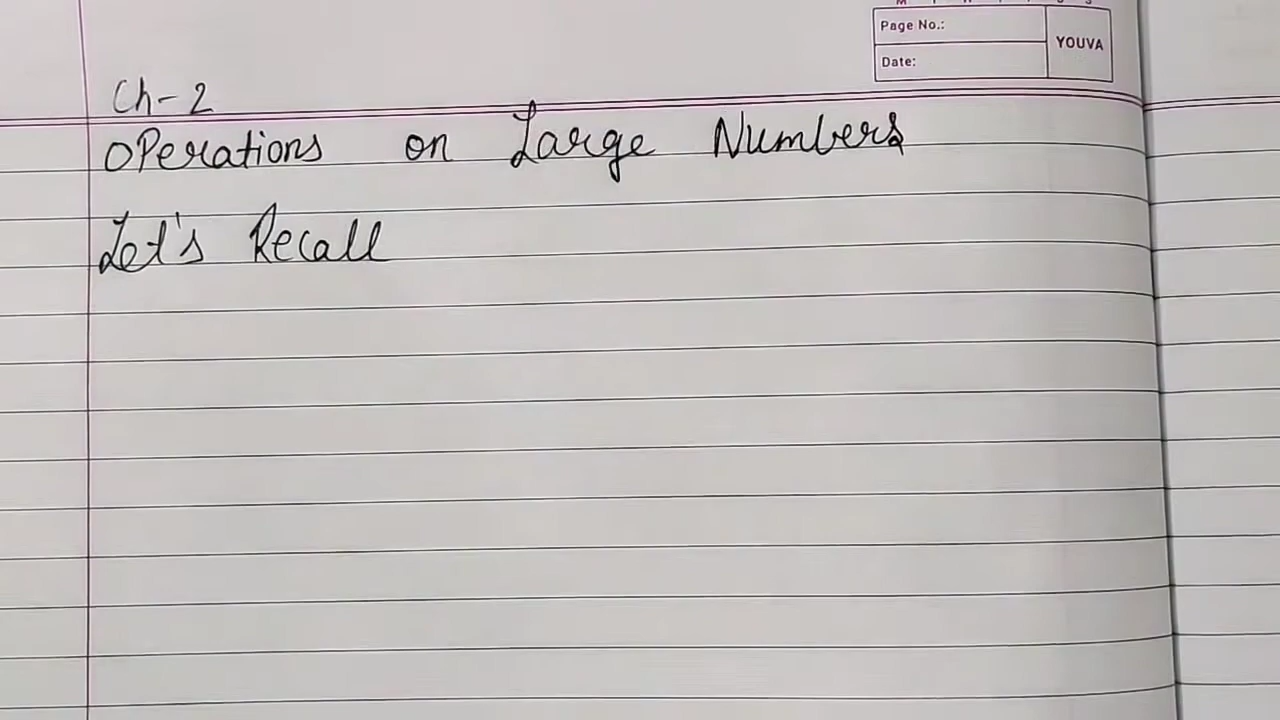 Page No.:
YOUVA
Date:
Ch-2
Operations on Large Numbers
Let's Recall